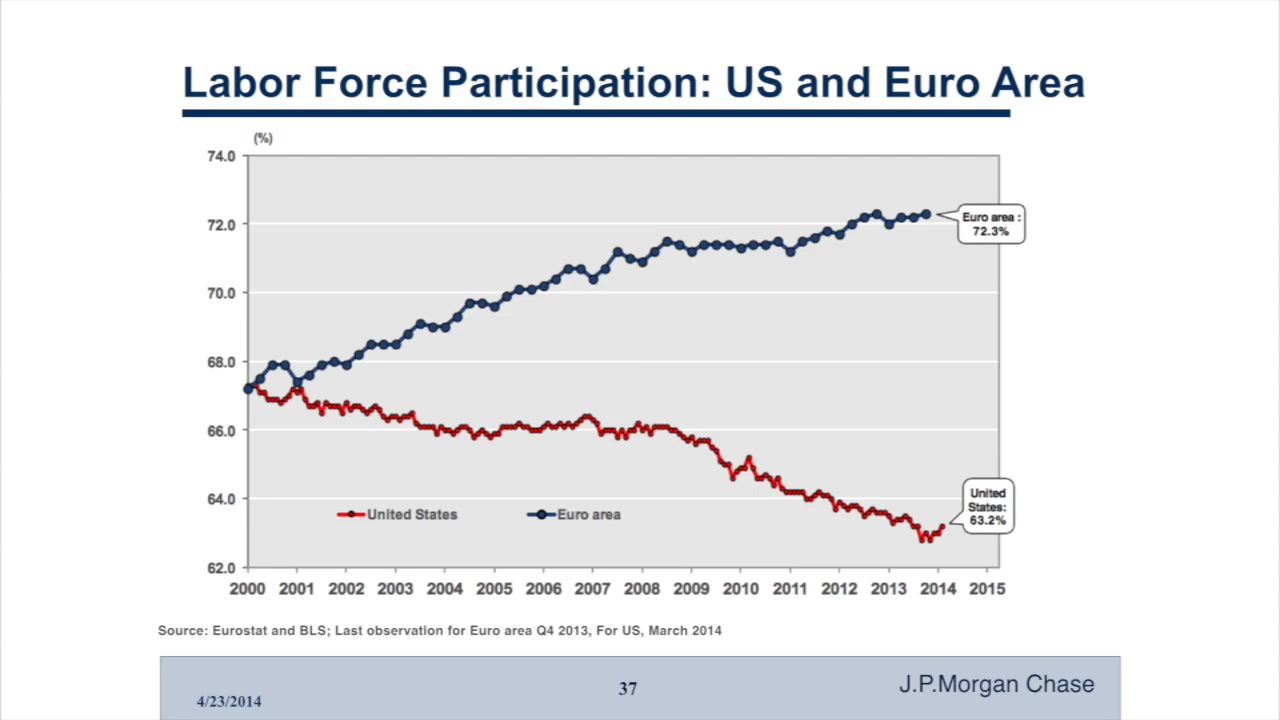 Labor Force Participation: US and Euro Area
(%)
74.0
72.0
70.0
68.0
66.0
64.0
62.0
Euro area :
72.3%
United
States:
63.2%
United States
Euro area
2000 2001 2002 2003 2004 2005 2006 2007 2008 2009 2010 2011 2012 2013 2014 2015
Source: Eurostat and BLS; Last observation for Euro area Q4 2013, For US, March 2014
4/23/2014
37
J.P.Morgan Chase